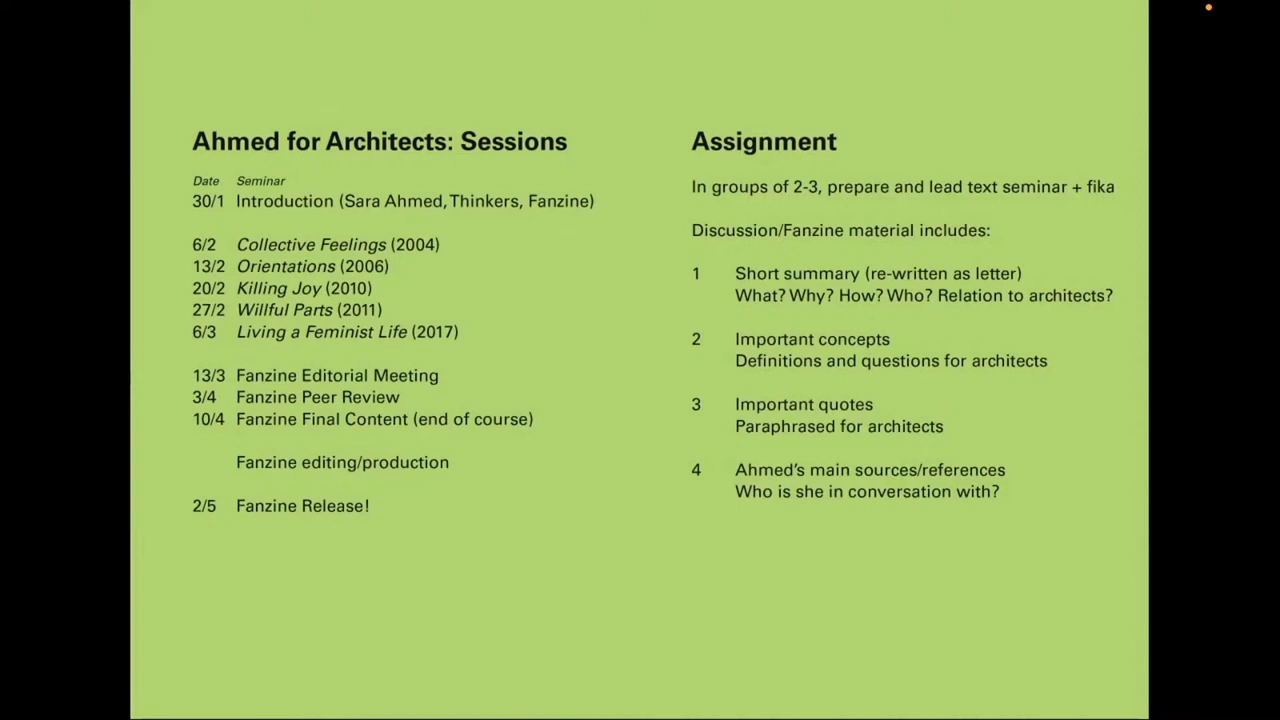 Ahmed for Architects: Sessions
Date Seminar
30/1 Introduction (Sara Ahmed, Thinkers, Fanzine)
6/2 Collective Feelings (2004)
13/2 Orientations (2006)
20/2 Killing Joy (2010)
27/2 Willful Parts (2011)
6/3 Living a Feminist Life (2017)
13/3 Fanzine Editorial Meeting
3/4 Fanzine Peer Review
10/4 Fanzine Final Content (end of course)
Fanzine editing/production
2/5 Fanzine Release!
Assignment
In groups of 2-3, prepare and lead text seminar + fika
Discussion/Fanzine material includes:
1 Short summary (re-written as letter)
What? Why? How? Who? Relation to architects?
2 Important concepts
Definitions and questions for architects
3 Important quotes
Paraphrased for architects
4 Ahmed's main sources/references
Who is she in conversation with?